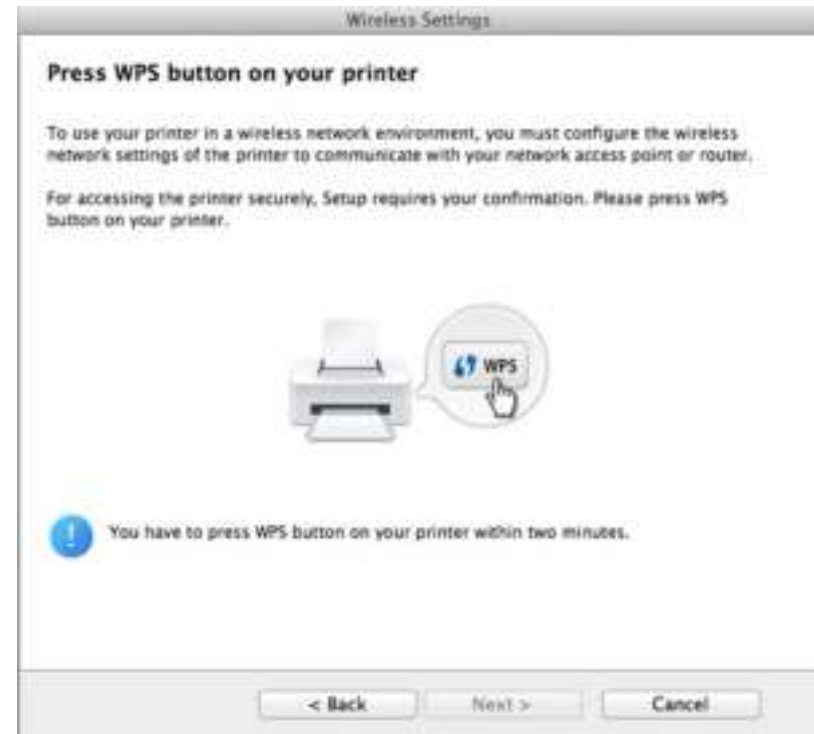 Wireless Settings
Press WPS button on your printer
To use your printer in a wireless network environment, you must configure the wireless
network settings of the printer to communicate with your network access point or router.
For accessing the printer securely, Setup requires your confirmation. Please press WPS
button on your printer.
WPS
You have to press WPS button on your printer within two minutes.
< Back
Next >
Cancel